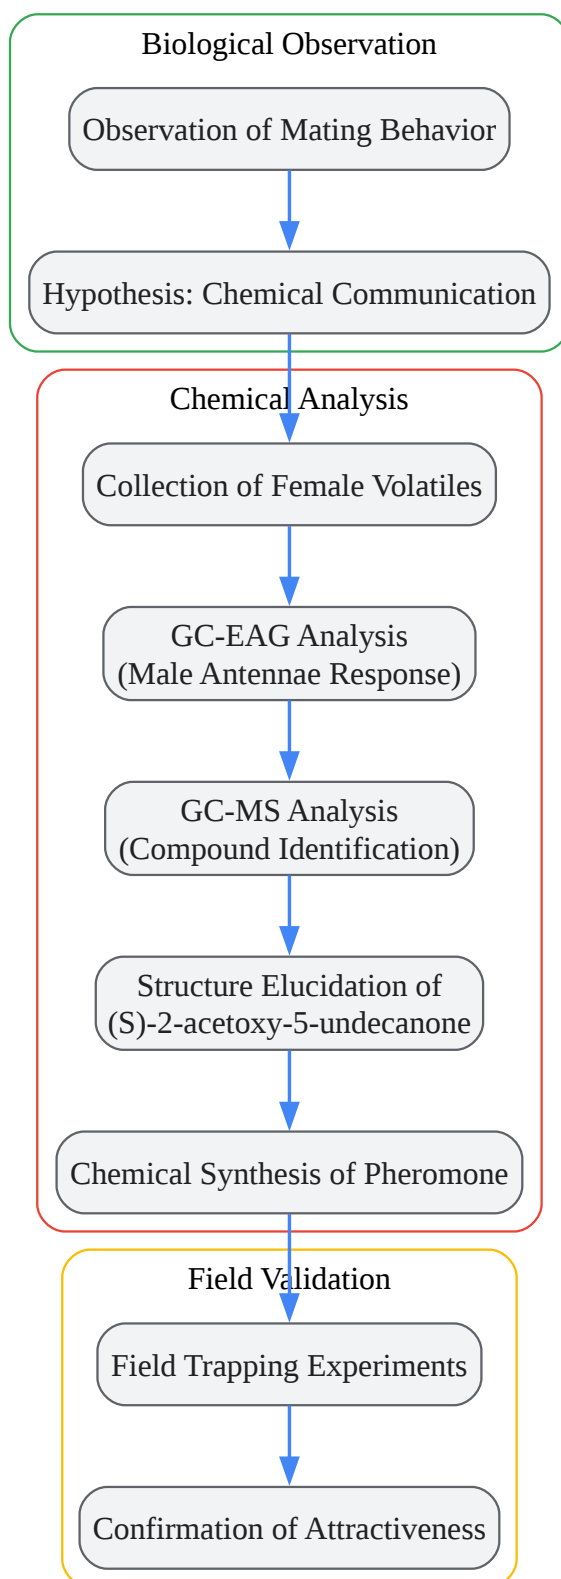 Biological Observation
Observation of Mating Behavior
Hypothesis: Chemical Communication
Chemical Analysis
Collection of Female Volatiles
GC-EAG Analysis
(Male Antennae Response)
GC-MS Analysis
(Compound Identification)
Structure Elucidation of
(S)-2-acetoxy-5-undecanone
Chemical Synthesis of Pheromone
Field Validation
Field Trapping Experiments
Confirmation of Attractiveness